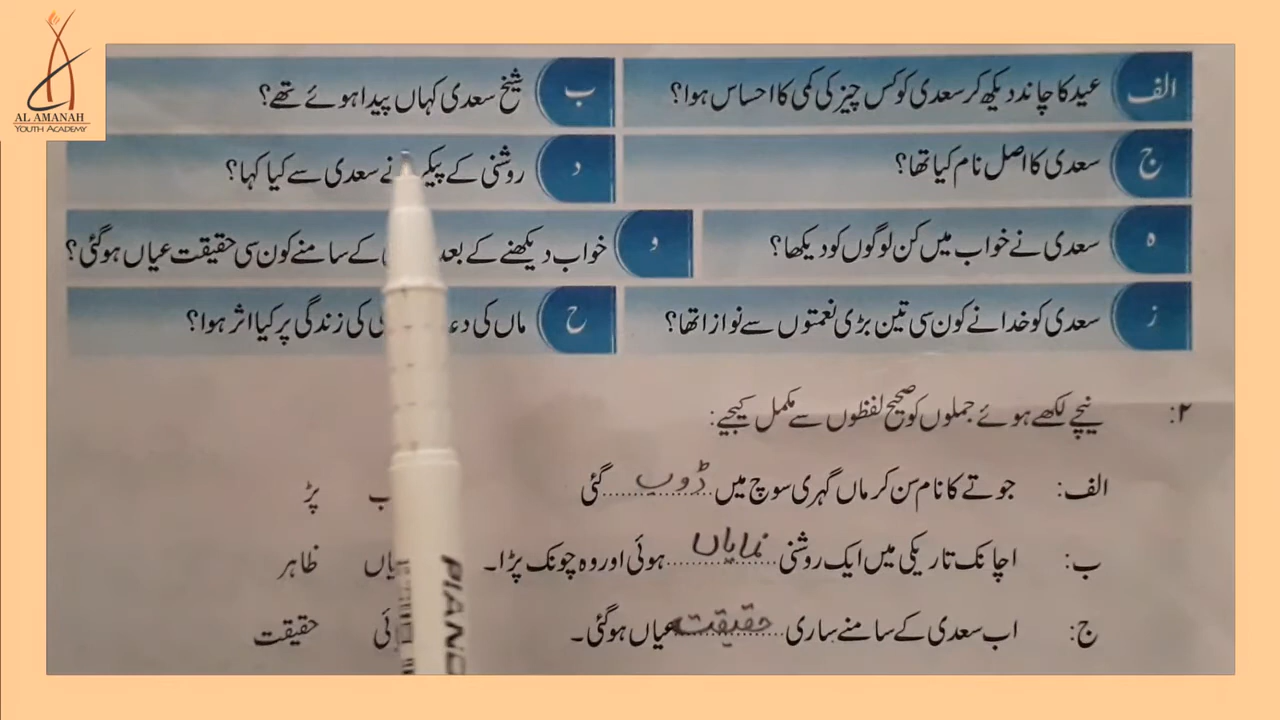 AL AMANAH
YOUTH ACADEMY
الف عید کا چاند دیکھ کر سعدی کو کس چیز کی کمی کا احساس ہوا؟
ب شیخ سعدی کہاں پیدا ہوئے تھے؟
ج سعدی کا اصل نام کیا تھا؟
د روشنی کے نے سعدی سے کیا کہا؟
ہ سعدی نے خواب میں کن لوگوں کو دیکھا؟
و خواب دیکھنے کے بعد کے سامنے کون سی حقیقت عیاں ہوگئی؟
ز سعدی کو خدا نے کون سی تین بڑی نعمتوں سے نوازا تھا؟
ح ماں کی کی زندگی پر کیا اثر ہوا؟
۲: نیچے لکھے ہوئے جملوں کو صحیح لفظوں سے مکمل کیجیے:
الف: جوتے کا نام سن کر ماں گہری سوچ میں ڈوب گئی پڑ
ب: اچانک تاریکی میں ایک روشنی نمایاں ہوئی اور وہ چونک پڑا۔ ظاہر
ج: اب سعدی کے سامنے ساری حقیقت عیاں ہوگئی۔ حقیقت
PIANO